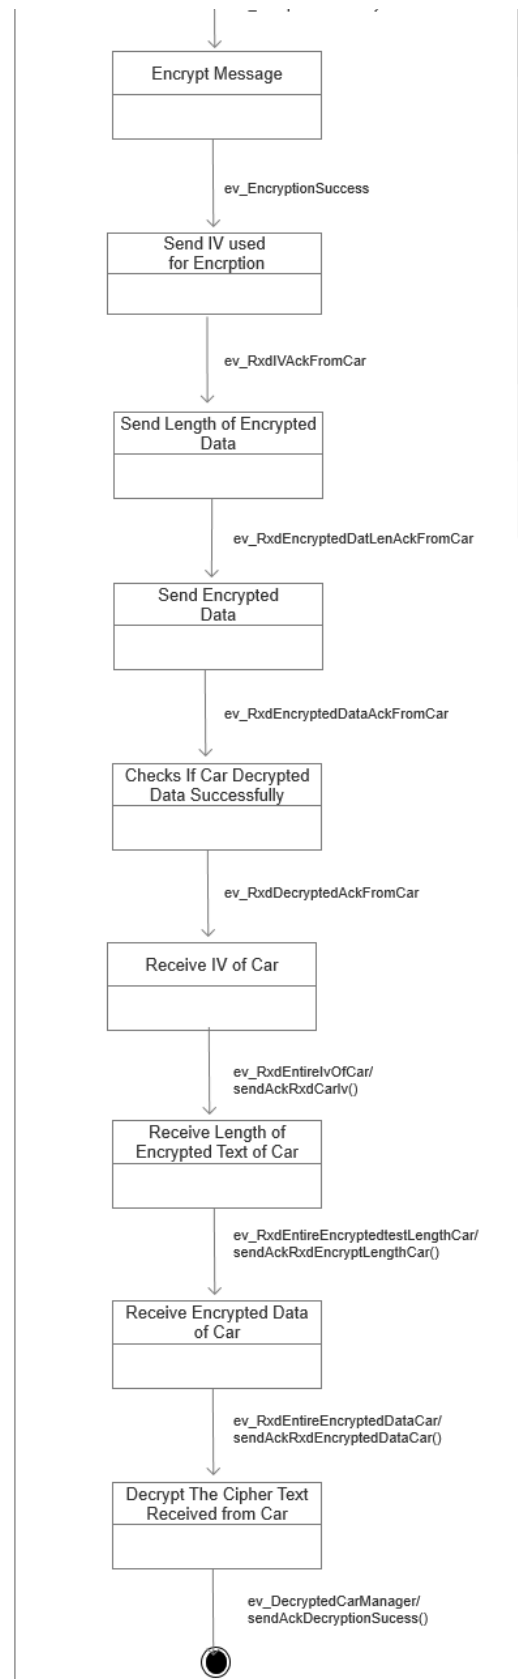 Encrypt Message
ev_EncryptionSuccess
Send IV used
for Encrption
ev_RxdIVAckFromCar
Send Length of Encrypted
Data
ev_RxdEncryptedDatLenAckFromCar
Send Encrypted
Data
ev_RxdEncryptedDataAckFromCar
Checks If Car Decrypted
Data Successfully
ev_RxdDecryptedAckFromCar
Receive IV of Car
ev_RxdEntireIvOfCar/
sendAckRxdCarIv()
Receive Length of
Encrypted Text of Car
ev_RxdEntireEncryptedtestLengthCar/
sendAckRxdEncryptLengthCar()
Receive Encrypted Data
of Car
ev_RxdEntireEncryptedDataCar/
sendAckRxdEncryptedDataCar()
Decrypt The Cipher Text
Received from Car
ev_DecryptedCarManager/
sendAckDecryptionSucess()